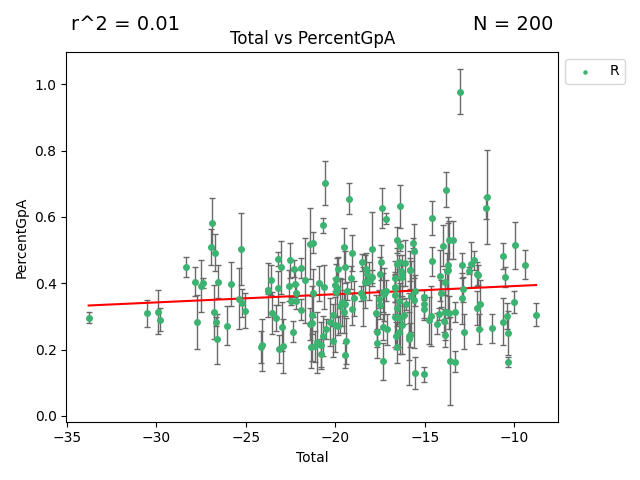 r^2 = 0.01 N = 200
Total vs PercentGpA
R
1.0
0.8
0.6
0.4
0.2
0.0
PercentGpA
−35 −30 −25 −20 −15 −10
Total